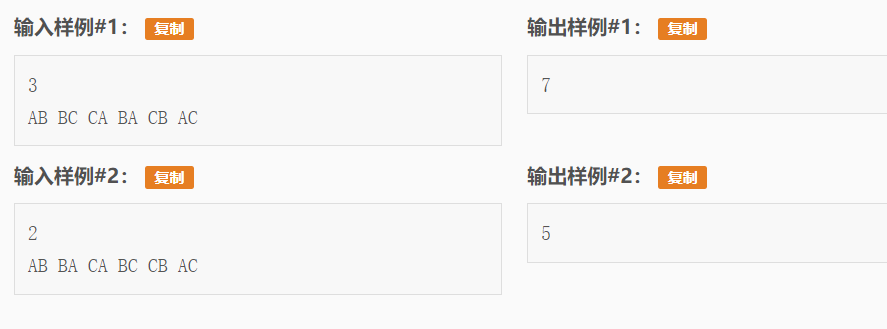 输入样例#1： 复制
3
AB BC CA BA CB AC
输出样例#1： 复制
7
输入样例#2： 复制
2
AB BA CA BC CB AC
输出样例#2： 复制
5